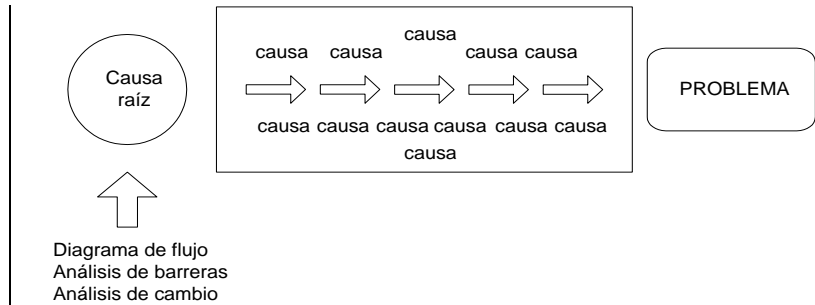 Causa
raíz
causa
causa causa causa causa
causa causa causa causa causa causa
causa
PROBLEMA
Diagrama de flujo
Análisis de barreras
Análisis de cambio